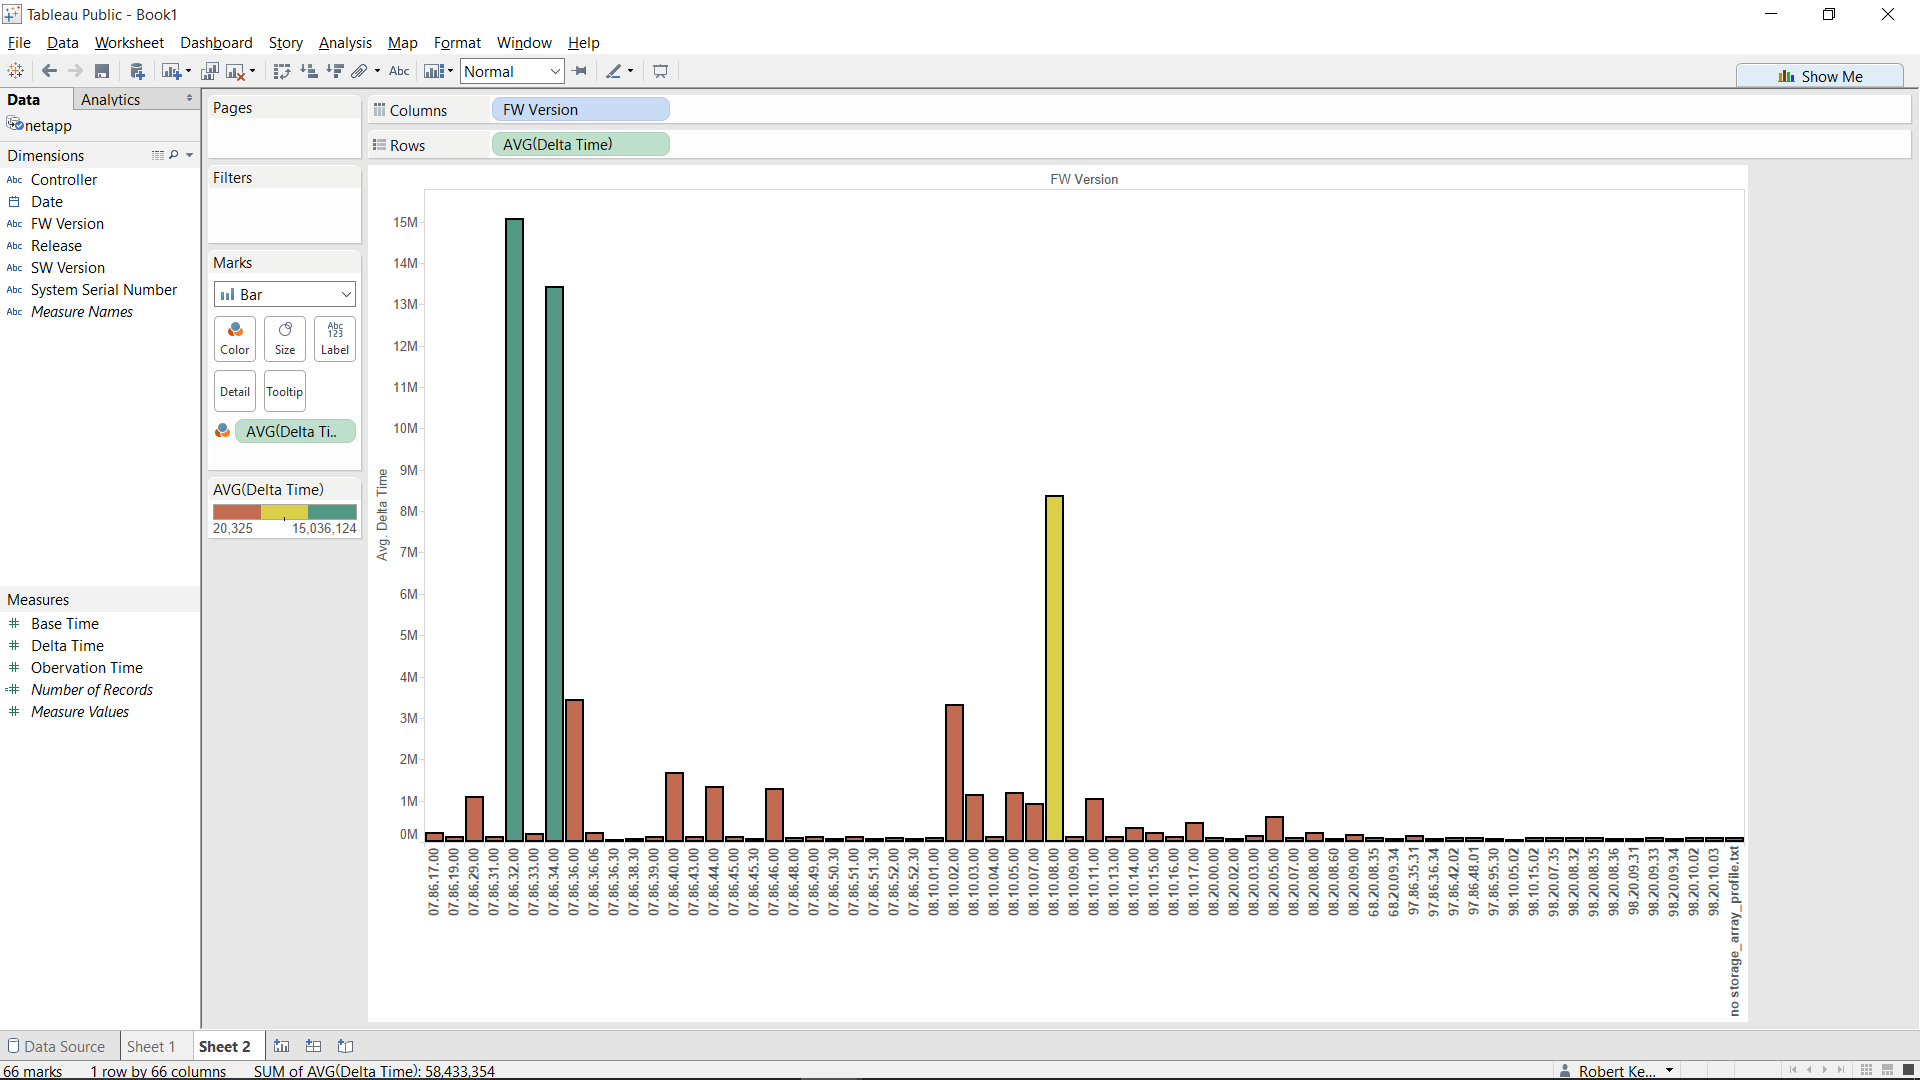 Tableau Public - Book1
File Data Worksheet Dashboard Story Analysis Map Format Window Help
Abc Normal Show Me
Data Analytics
netapp
Dimensions
Abc Controller
Date
Abc FW Version
Abc Release
Abc SW Version
Abc System Serial Number
Abc Measure Names
Measures
# Base Time
# Delta Time
# Obervation Time
=# Number of Records
# Measure Values
Pages
Filters
Marks
Bar
Color Size Abc 123 Label
Detail Tooltip
AVG(Delta Ti..
AVG(Delta Time)
20,325 15,036,124
Columns FW Version
Rows AVG(Delta Time)
FW Version
Avg. Delta Time
15M
14M
13M
12M
11M
10M
9M
8M
7M
6M
5M
4M
3M
2M
1M
0M
07.86.17.00
07.86.19.00
07.86.29.00
07.86.31.00
07.86.32.00
07.86.33.00
07.86.34.00
07.86.36.00
07.86.36.06
07.86.36.30
07.86.38.30
07.86.39.00
07.86.40.00
07.86.43.00
07.86.44.00
07.86.45.00
07.86.45.30
07.86.46.00
07.86.48.00
07.86.49.00
07.86.50.30
07.86.51.00
07.86.51.30
07.86.52.00
07.86.52.30
08.10.01.00
08.10.02.00
08.10.03.00
08.10.04.00
08.10.05.00
08.10.07.00
08.10.08.00
08.10.09.00
08.10.11.00
08.10.13.00
08.10.14.00
08.10.15.00
08.10.16.00
08.10.17.00
08.20.00.00
08.20.02.00
08.20.03.00
08.20.05.00
08.20.07.00
08.20.08.00
08.20.08.60
08.20.09.00
68.20.08.35
68.20.09.34
97.86.35.31
97.86.36.34
97.86.42.02
97.86.48.01
97.86.95.30
98.10.05.02
98.10.15.02
98.20.07.35
98.20.08.32
98.20.08.35
98.20.08.36
98.20.09.31
98.20.09.33
98.20.09.34
98.20.10.02
98.20.10.03
no storage_array_profile.txt
Data Source Sheet 1 Sheet 2
66 marks 1 row by 66 columns SUM of AVG(Delta Time): 58,433,354 Robert Ke...